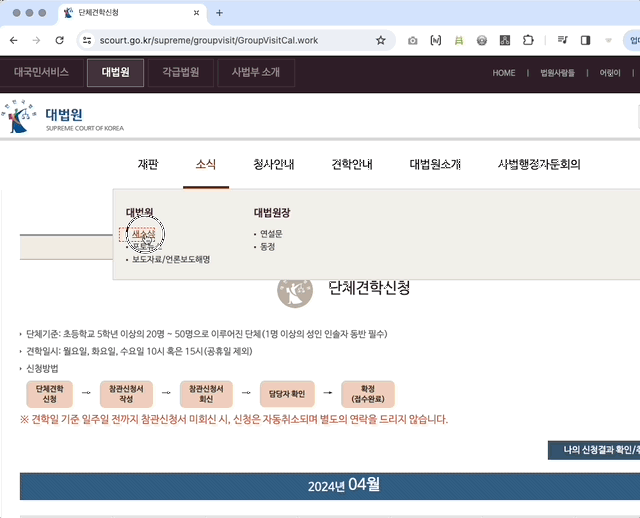 단체견학신청
scourt.go.kr/supreme/groupvisit/GroupVisitCal.work
대국민서비스 대법원 각급법원 사법부 소개 HOME 법원사람들 어린이
대법원
SUPREME COURT OF KOREA
재판 소식 청사안내 견학안내 대법원소개 사법행정자문회의
대법원 대법원장
새소식 연설문
동정
보도자료/언론보도해명
단체견학신청
단체기준: 초등학교 5학년 이상의 20명 ~ 50명으로 이루어진 단체(1명 이상의 성인 인솔자 동반 필수)
견학일시: 월요일, 화요일, 수요일 10시 혹은 15시(공휴일 제외)
신청방법
단체견학 신청 → 참관신청서 작성 → 참관신청서 회신 → 담당자 확인 → 확정 (접수완료)
※ 견학일 기준 일주일 전까지 참관신청서 미회신 시, 신청은 자동취소되며 별도의 연락을 드리지 않습니다.
나의 신청결과 확인/
2024년 04월